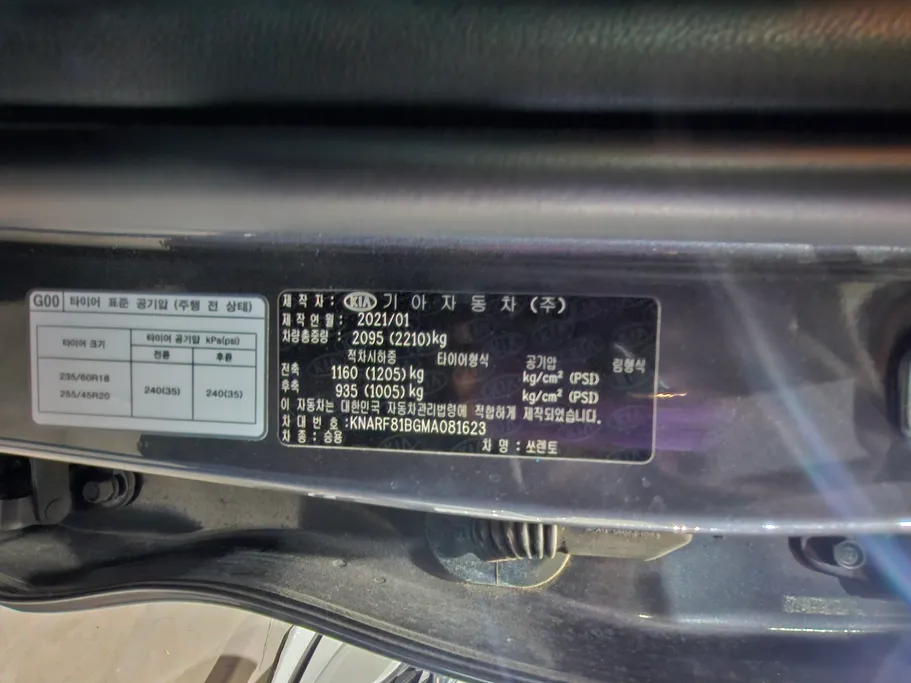 G00 타이어 표준 공기압 (주행 전 상태)
타이어 크기 타이어 공기압 kPa(psi)
전륜 후륜
235/60R18 240(35) 240(35)
255/45R20
제 작 자 : KIA 기아자동차(주)
제 작 연 월 : 2021/01
차량총중량 : 2095 (2210)kg
적차시하중 타이어형식 공기압 림형식
전축 1160 (1205)kg kg/cm² (PSI)
후축 935 (1005)kg kg/cm² (PSI)
이 자동차는 대한민국 자동차관리법령에 적합하게 제작되었습니다.
차 대 번 호 :KNARF81BGMA081623
차 종 : 승용 차 명 : 쏘렌토